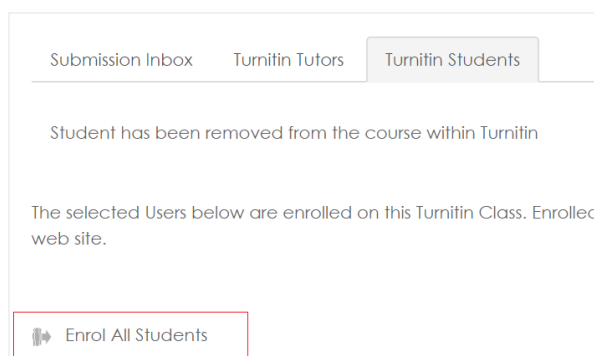 Submission Inbox Turnitin Tutors Turnitin Students
Student has been removed from the course within Turnitin
The selected Users below are enrolled on this Turnitin Class.
web site.
Enrol All Students